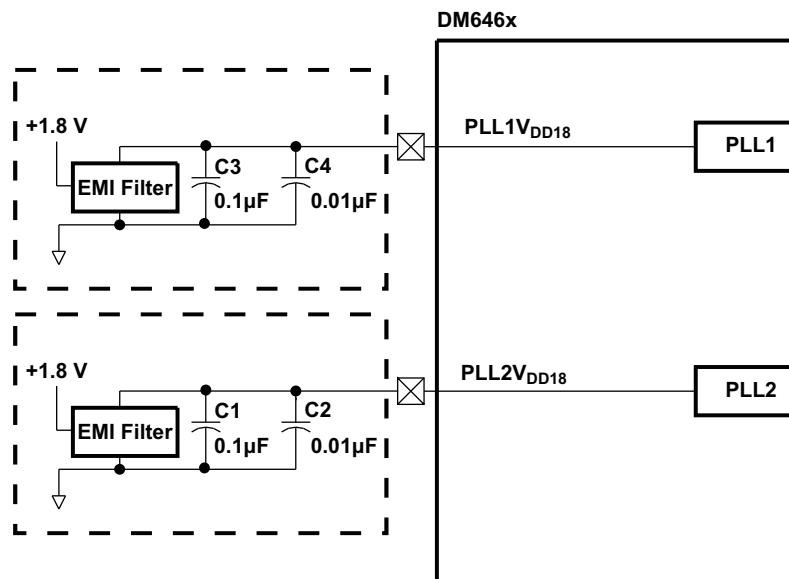 DM646x
+1.8 V
PLL1VDD18
PLL1
C3
C4
EMI Filter
0.1µF
0.01µF
+1.8 V
PLL2VDD18
PLL2
C1
C2
EMI Filter
0.1µF
0.01µF